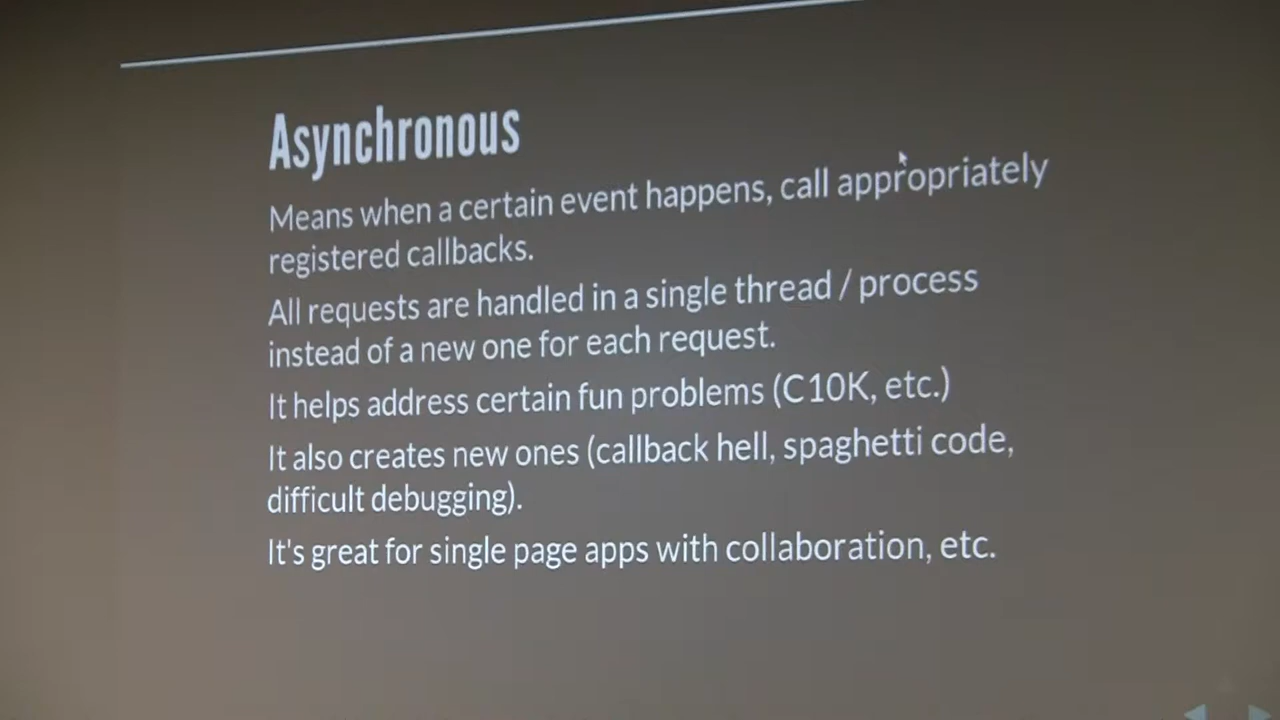 Asynchronous
Means when a certain event happens, call appropriately
registered callbacks.
All requests are handled in a single thread / process
instead of a new one for each request.
It helps address certain fun problems (C10K, etc.)
It also creates new ones (callback hell, spaghetti code,
difficult debugging).
It's great for single page apps with collaboration, etc.